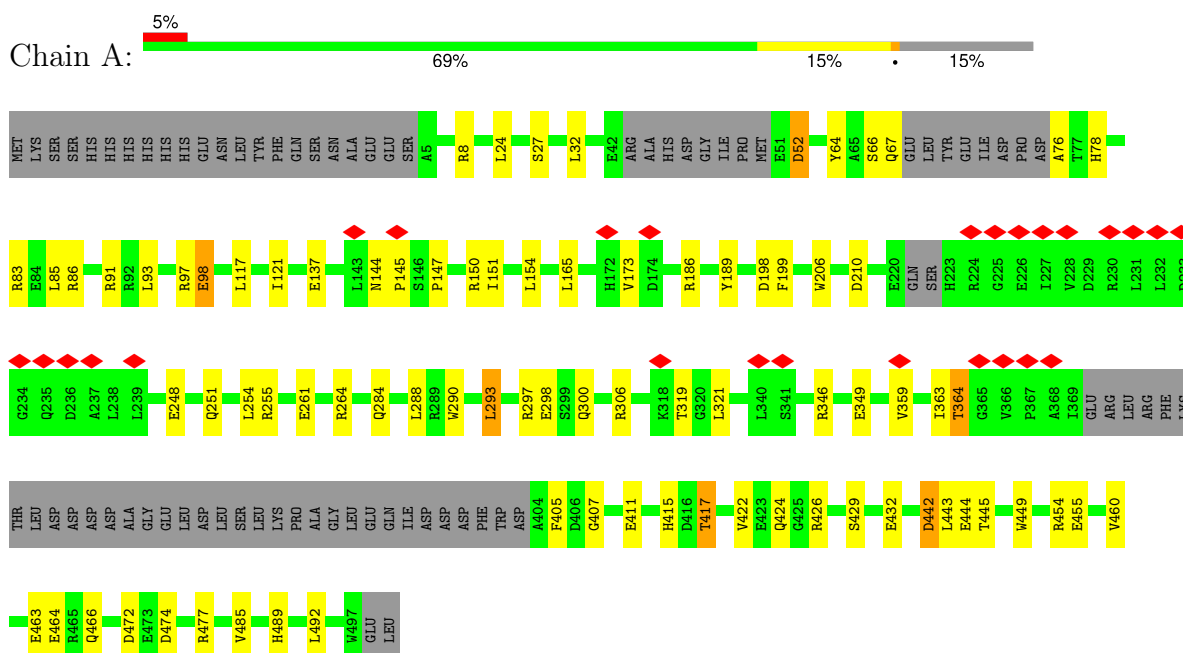 Chain A:
5%
69%
15%
•
15%
MET LYS SER SER HIS HIS HIS HIS HIS HIS GLU ASN LEU TYR PHE GLN SER ASN ALA GLU GLU SER A5 R8 L24 S27 L32 E42 ARG ALA HIS ASP GLY ILE PRO MET E51 D52 Y64 A65 S66 Q67 GLU LEU TYR GLU ILE ASP PRO ASP A76 T77 H78
R83 E84 L85 R86 R91 R92 L93 R97 E98 L117 I121 E137 L143 N144 P145 S146 P147 R150 I151 L154 L165 H172 V173 D174 R186 Y189 D198 F199 W206 D210 E220 GLN SER H223 R224 G225 E226 I227 V228 D229 R230 L231 L232
G234 Q235 D236 A237 L238 L239 E248 Q251 L254 R255 E261 R264 Q284 L288 R289 W290 L293 R297 E298 S299 Q300 R306 K318 T319 G320 L321 L340 S341 R346 E349 V359 I363 T364 G365 V366 P367 A368 I369 GLU ARG LEU ARG PHE
THR LEU ASP ASP ASP ASP ALA GLY GLU LEU ASP LEU SER LEU LYS PRO ALA GLY LEU GLU GLN ILE ASP ASP ASP PHE TRP ASP A404 F405 D406 G407 E411 H415 D416 T417 V422 E423 Q424 G425 R426 S429 E432 D442 L443 E444 T445 W449 R454 E455 V460
E463 E464 R465 Q466 D472 E473 D474 R477 V485 H489 L492 W497 GLU LEU